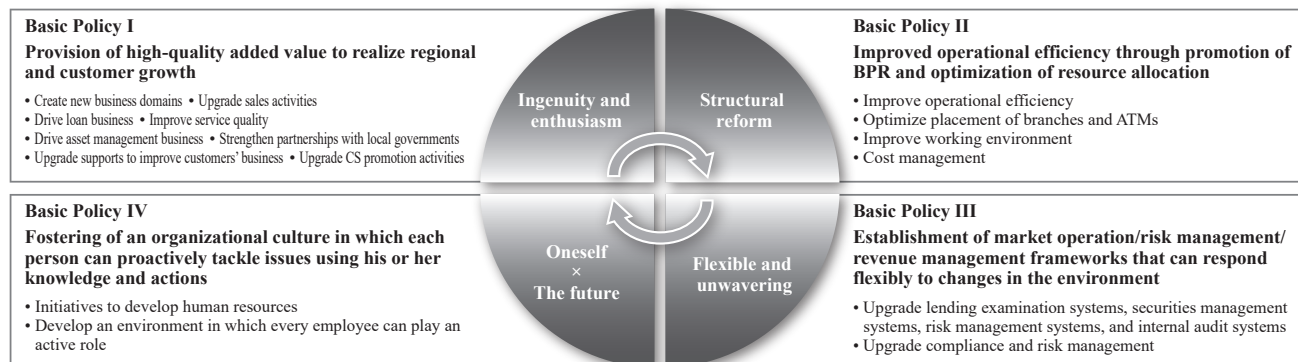 Basic Policy I
Provision of high-quality added value to realize regional
and customer growth
• Create new business domains • Upgrade sales activities
• Drive loan business • Improve service quality
• Drive asset management business • Strengthen partnerships with local governments
• Upgrade supports to improve customers' business • Upgrade CS promotion activities
Ingenuity and
enthusiasm
Structural
reform
Basic Policy II
Improved operational efficiency through promotion of
BPR and optimization of resource allocation
• Improve operational efficiency
• Optimize placement of branches and ATMs
• Improve working environment
• Cost management
Basic Policy IV
Fostering of an organizational culture in which each
person can proactively tackle issues using his or her
knowledge and actions
• Initiatives to develop human resources
• Develop an environment in which every employee can play an
active role
Oneself
×
The future
Flexible and
unwavering
Basic Policy III
Establishment of market operation/risk management/
revenue management frameworks that can respond
flexibly to changes in the environment
• Upgrade lending examination systems, securities management
systems, risk management systems, and internal audit systems
• Upgrade compliance and risk management